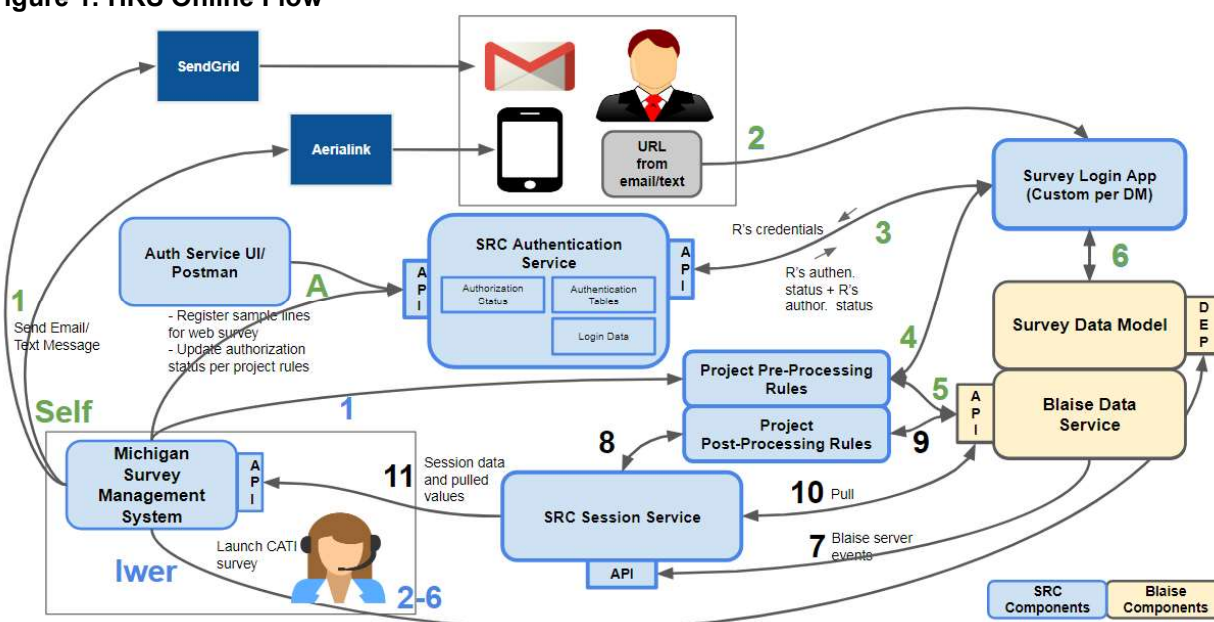 Figure 1: HRS Online Flow
SendGrid
Aerialink
URL
from
email/text
2
Survey Login App
(Custom per DM)
R's credentials
3
R's authen.
status + R's
author. status
6
Auth Service UI/
Postman
A
API
SRC Authentication
Service
Authorization
Status
Authentication
Tables
Login Data
API
- Register sample lines
for web survey
- Update authorization
status per project rules
1
Send Email/
Text Message
Survey Data Model
DEP
4
Project Pre-Processing
Rules
5
API
Blaise Data
Service
Project
Post-Processing Rules
9
1
Self
Michigan
Survey
Management
System
API
11
Session data
and pulled
values
8
SRC Session Service
API
10
Pull
7
Blaise server
events
Launch CATI
survey
Iwer
2-6
SRC
Components
Blaise
Components